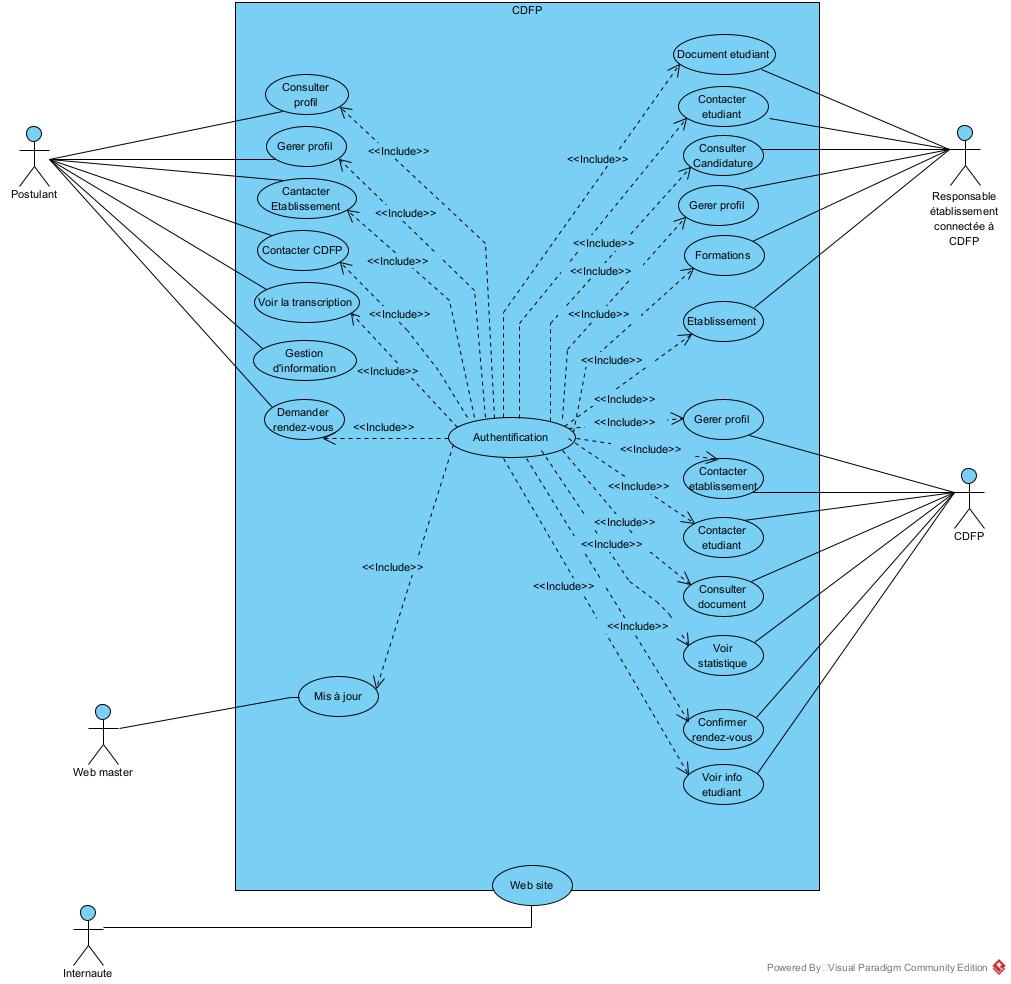 CDFP
Consulter
profil
Gerer profil
Cantacter
Etablissement
Contacter CDFP
Voir la transcription
Gestion
d'information
Demander
rendez-vous
Postulant
<<Include>>
<<Include>>
<<Include>>
<<Include>>
<<Include>>
<<Include>>
<<Include>>
Authentification
Mis à jour
Web master
Web site
Internaute
Document etudiant
Contacter
etudiant
Consulter
Candidature
Gerer profil
Formations
Etablissement
Responsable
établissement
connectée à
CDFP
<<Include>>
<<Include>>
<<Include>>
<<Include>>
<<Include>>
<<Include>>
<<Include>>
<<Include>>
<<Include>>
<<Include>>
<<Include>>
<<Include>>
<<Include>>
Gerer profil
Contacter
etablissement
Contacter
etudiant
Consulter
document
Voir
statistique
Confirmer
rendez-vous
Voir info
etudiant
CDFP
Powered By Visual Paradigm Community Edition